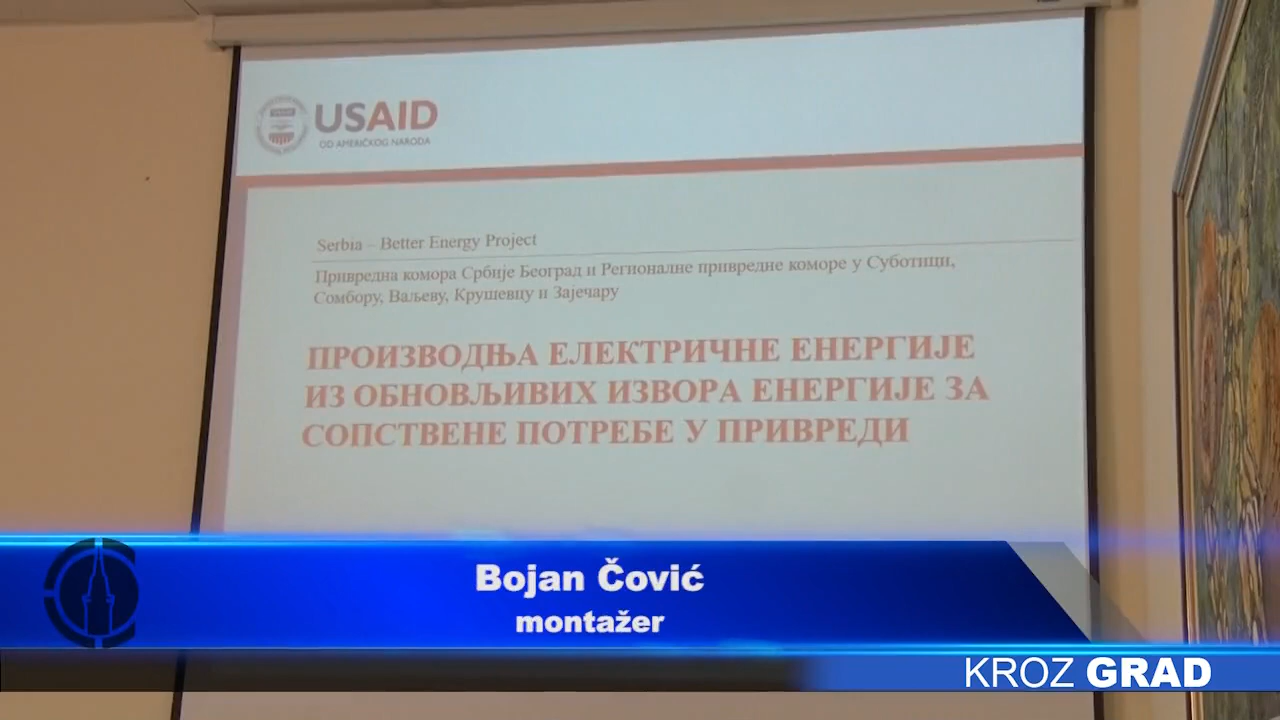 USAID
OD AMERIČKOG NARODA
Serbia – Better Energy Project
Привредна комора Србије Београд и Регионалне привредне коморе у Суботици,
Сомбору, Ваљеву, Крушевцу и Зајечару
ПРОИЗВОДЊА ЕЛЕКТРИЧНЕ ЕНЕРГИЈЕ
ИЗ ОБНОВЉИВИХ ИЗВОРА ЕНЕРГИЈЕ ЗА
СОПСТВЕНЕ ПОТРЕБЕ У ПРИВРЕДИ
Bojan Čović
montažer
KROZ GRAD